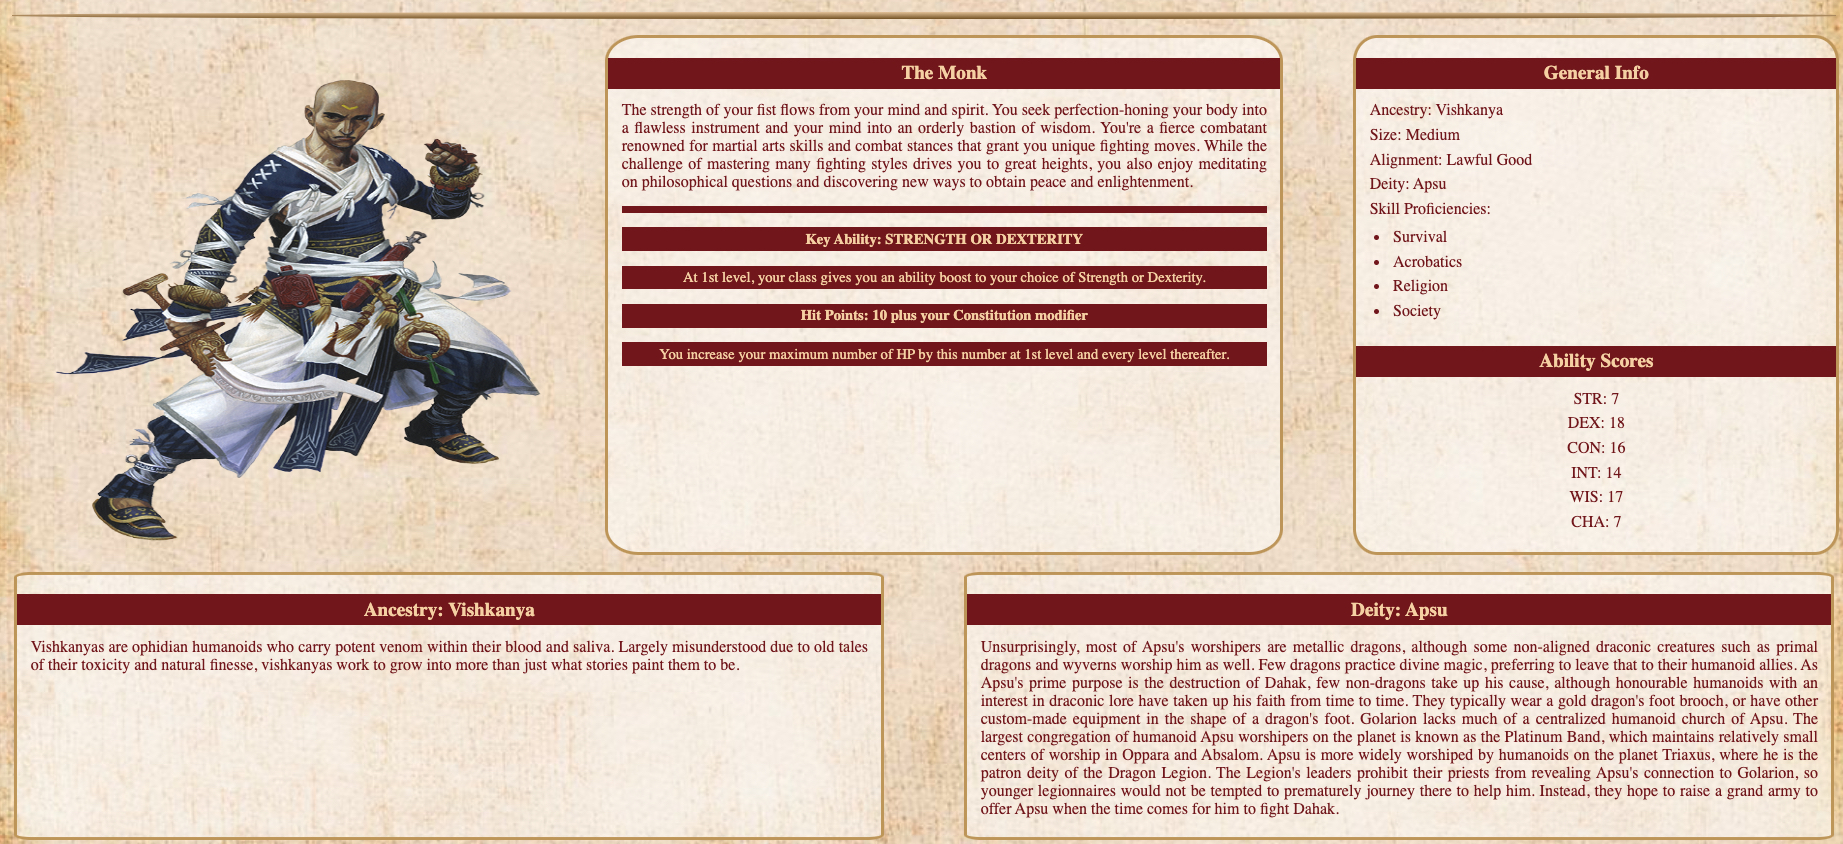 The Monk
The strength of your fist flows from your mind and spirit. You seek perfection-honing your body into
a flawless instrument and your mind into an orderly bastion of wisdom. You're a fierce combatant
renowned for martial arts skills and combat stances that grant you unique fighting moves. While the
challenge of mastering many fighting styles drives you to great heights, you also enjoy meditating
on philosophical questions and discovering new ways to obtain peace and enlightenment.
Key Ability: STRENGTH OR DEXTERITY
At 1st level, your class gives you an ability boost to your choice of Strength or Dexterity.
Hit Points: 10 plus your Constitution modifier
You increase your maximum number of HP by this number at 1st level and every level thereafter.
General Info
Ancestry: Vishkanya
Size: Medium
Alignment: Lawful Good
Deity: Apsu
Skill Proficiencies:
• Survival
• Acrobatics
• Religion
• Society
Ability Scores
STR: 7
DEX: 18
CON: 16
INT: 14
WIS: 17
CHA: 7
Ancestry: Vishkanya
Vishkanyas are ophidian humanoids who carry potent venom within their blood and saliva. Largely misunderstood due to old tales
of their toxicity and natural finesse, vishkanyas work to grow into more than just what stories paint them to be.
Deity: Apsu
Unsurprisingly, most of Apsu's worshipers are metallic dragons, although some non-aligned draconic creatures such as primal
dragons and wyverns worship him as well. Few dragons practice divine magic, preferring to leave that to their humanoid allies. As
Apsu's prime purpose is the destruction of Dahak, few non-dragons take up his cause, although honourable humanoids with an
interest in draconic lore have taken up his faith from time to time. They typically wear a gold dragon's foot brooch, or have other
custom-made equipment in the shape of a dragon's foot. Golarion lacks much of a centralized humanoid church of Apsu. The
largest congregation of humanoid Apsu worshipers on the planet is known as the Platinum Band, which maintains relatively small
centers of worship in Oppara and Absalom. Apsu is more widely worshiped by humanoids on the planet Triaxus, where he is the
patron deity of the Dragon Legion. The Legion's leaders prohibit their priests from revealing Apsu's connection to Golarion, so
younger legionnaires would not be tempted to prematurely journey there to help him. Instead, they hope to raise a grand army to
offer Apsu when the time comes for him to fight Dahak.